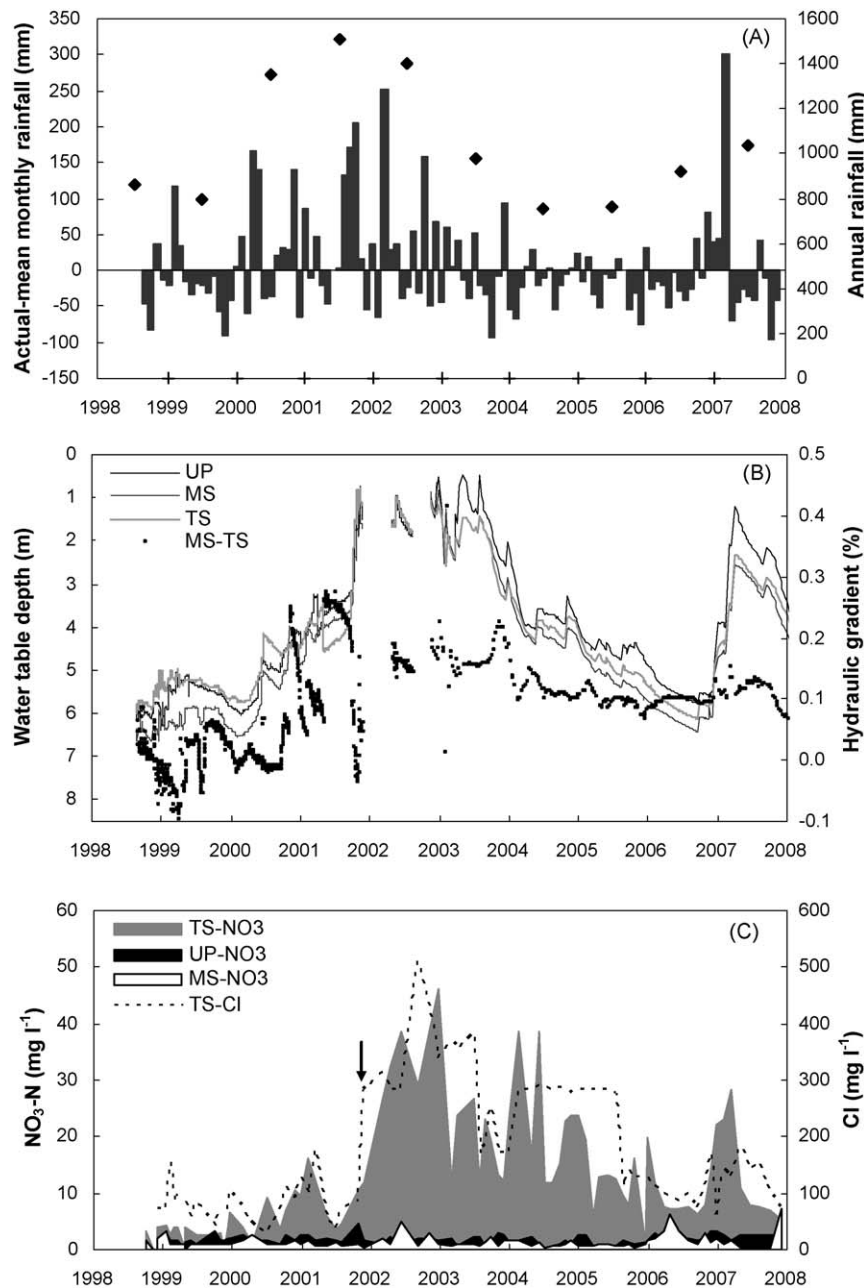 (A)
Actual-mean monthly rainfall (mm)
350
300
250
200
150
100
50
0
-50
-100
-150
Annual rainfall (mm)
1600
1400
1200
1000
800
600
400
200
0
1998 1999 2000 2001 2002 2003 2004 2005 2006 2007 2008
(B)
Water table depth (m)
0
1
2
3
4
5
6
7
8
UP
MS
TS
MS-TS
Hydraulic gradient (%)
0.5
0.4
0.3
0.2
0.1
0.0
-0.1
1998 1999 2000 2001 2002 2003 2004 2005 2006 2007 2008
(C)
NO3-N (mg l-1)
60
50
40
30
20
10
0
TS-NO3
UP-NO3
MS-NO3
TS-Cl
Cl (mg l-1)
600
500
400
300
200
100
0
1998 1999 2000 2001 2002 2003 2004 2005 2006 2007 2008